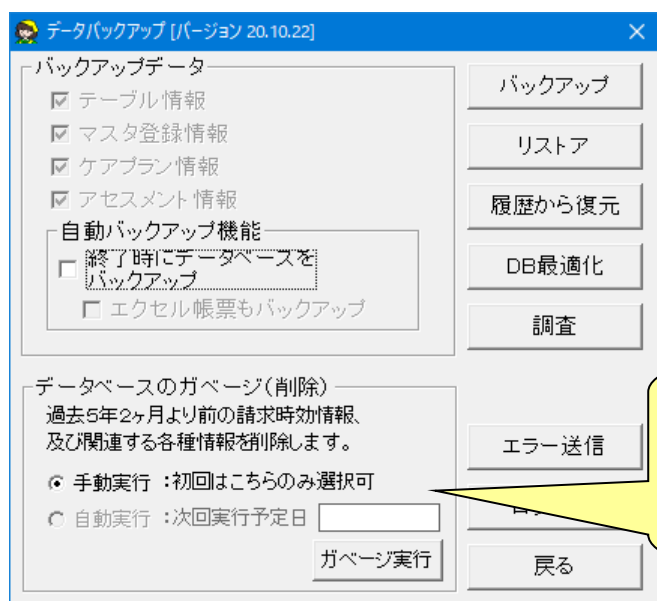 データバックアップ [バージョン 20.10.22]
バックアップデータ
テーブル情報
マスタ登録情報
ケアプラン情報
アセスメント情報
自動バックアップ機能
終了時にデータベースを
バックアップ
エクセル帳票もバックアップ
バックアップ
リストア
履歴から復元
DB最適化
調査
データベースのガベージ(削除)
過去5年2ヶ月より前の請求時効情報、
及び関連する各種情報を削除します。
手動実行 :初回はこちらのみ選択可
自動実行 :次回実行予定日
ガベージ実行
エラー送信
戻る